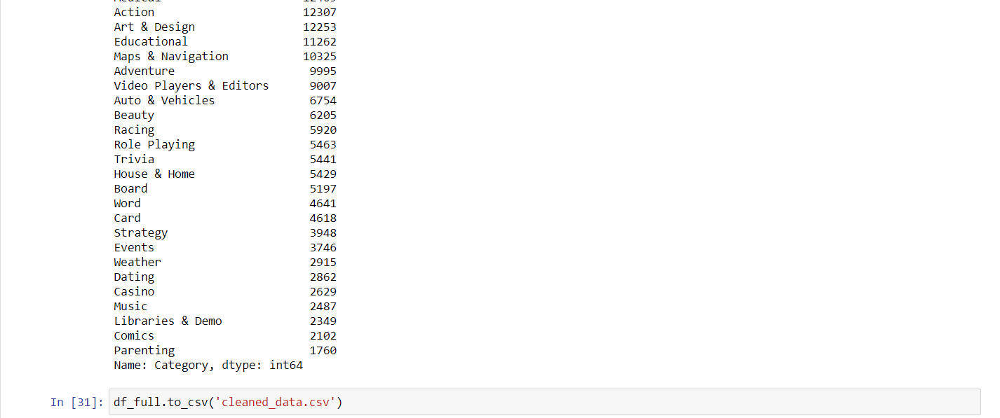 Action 12307
Art & Design 12253
Educational 11262
Maps & Navigation 10325
Adventure 9995
Video Players & Editors 9007
Auto & Vehicles 6754
Beauty 6205
Racing 5920
Role Playing 5463
Trivia 5441
House & Home 5429
Board 5197
Word 4641
Card 4618
Strategy 3948
Events 3746
Weather 2915
Dating 2862
Casino 2629
Music 2487
Libraries & Demo 2349
Comics 2102
Parenting 1760
Name: Category, dtype: int64
In [31]: df_full.to_csv('cleaned_data.csv')